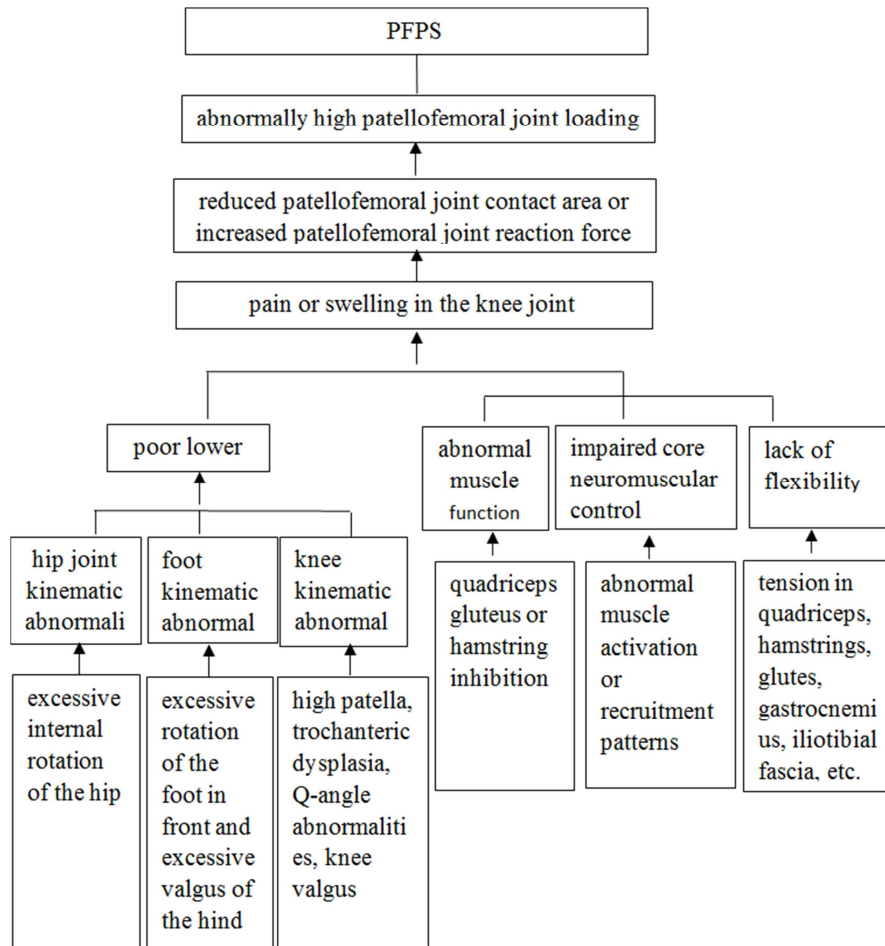 PFPS
abnormally high patellofemoral joint loading
reduced patellofemoral joint contact area or
increased patellofemoral joint reaction force
pain or swelling in the knee joint
poor lower
abnormal
muscle
function
impaired core
neuromuscular
control
lack of
flexibility
hip joint
kinematic
abnormali
foot
kinematic
abnormal
knee
kinematic
abnormal
quadriceps
gluteus or
hamstring
inhibition
abnormal
muscle
activation
or
recruitment
patterns
tension in
quadriceps,
hamstrings,
glutes,
gastrocnemi
us, iliotibial
fascia, etc.
excessive
internal
rotation
of the hip
excessive
rotation
of the
foot in
front and
excessive
valgus of
the hind
high patella,
trochanteric
dysplasia,
Q-angle
abnormaliti
es, knee
valgus